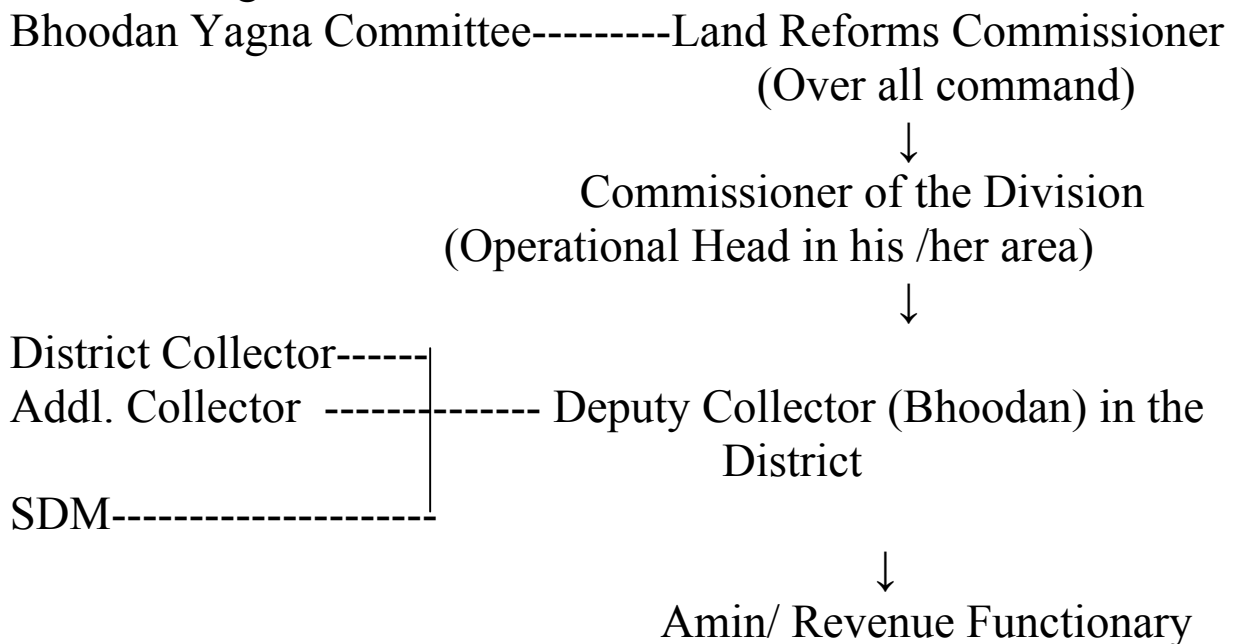 Bhoodan Yagna Committee---------Land Reforms Commissioner
(Over all command)
↓
Commissioner of the Division
(Operational Head in his /her area)
↓
District Collector------
Addl. Collector -------------- Deputy Collector (Bhoodan) in the
District
SDM---------------------
↓
Amin/ Revenue Functionary